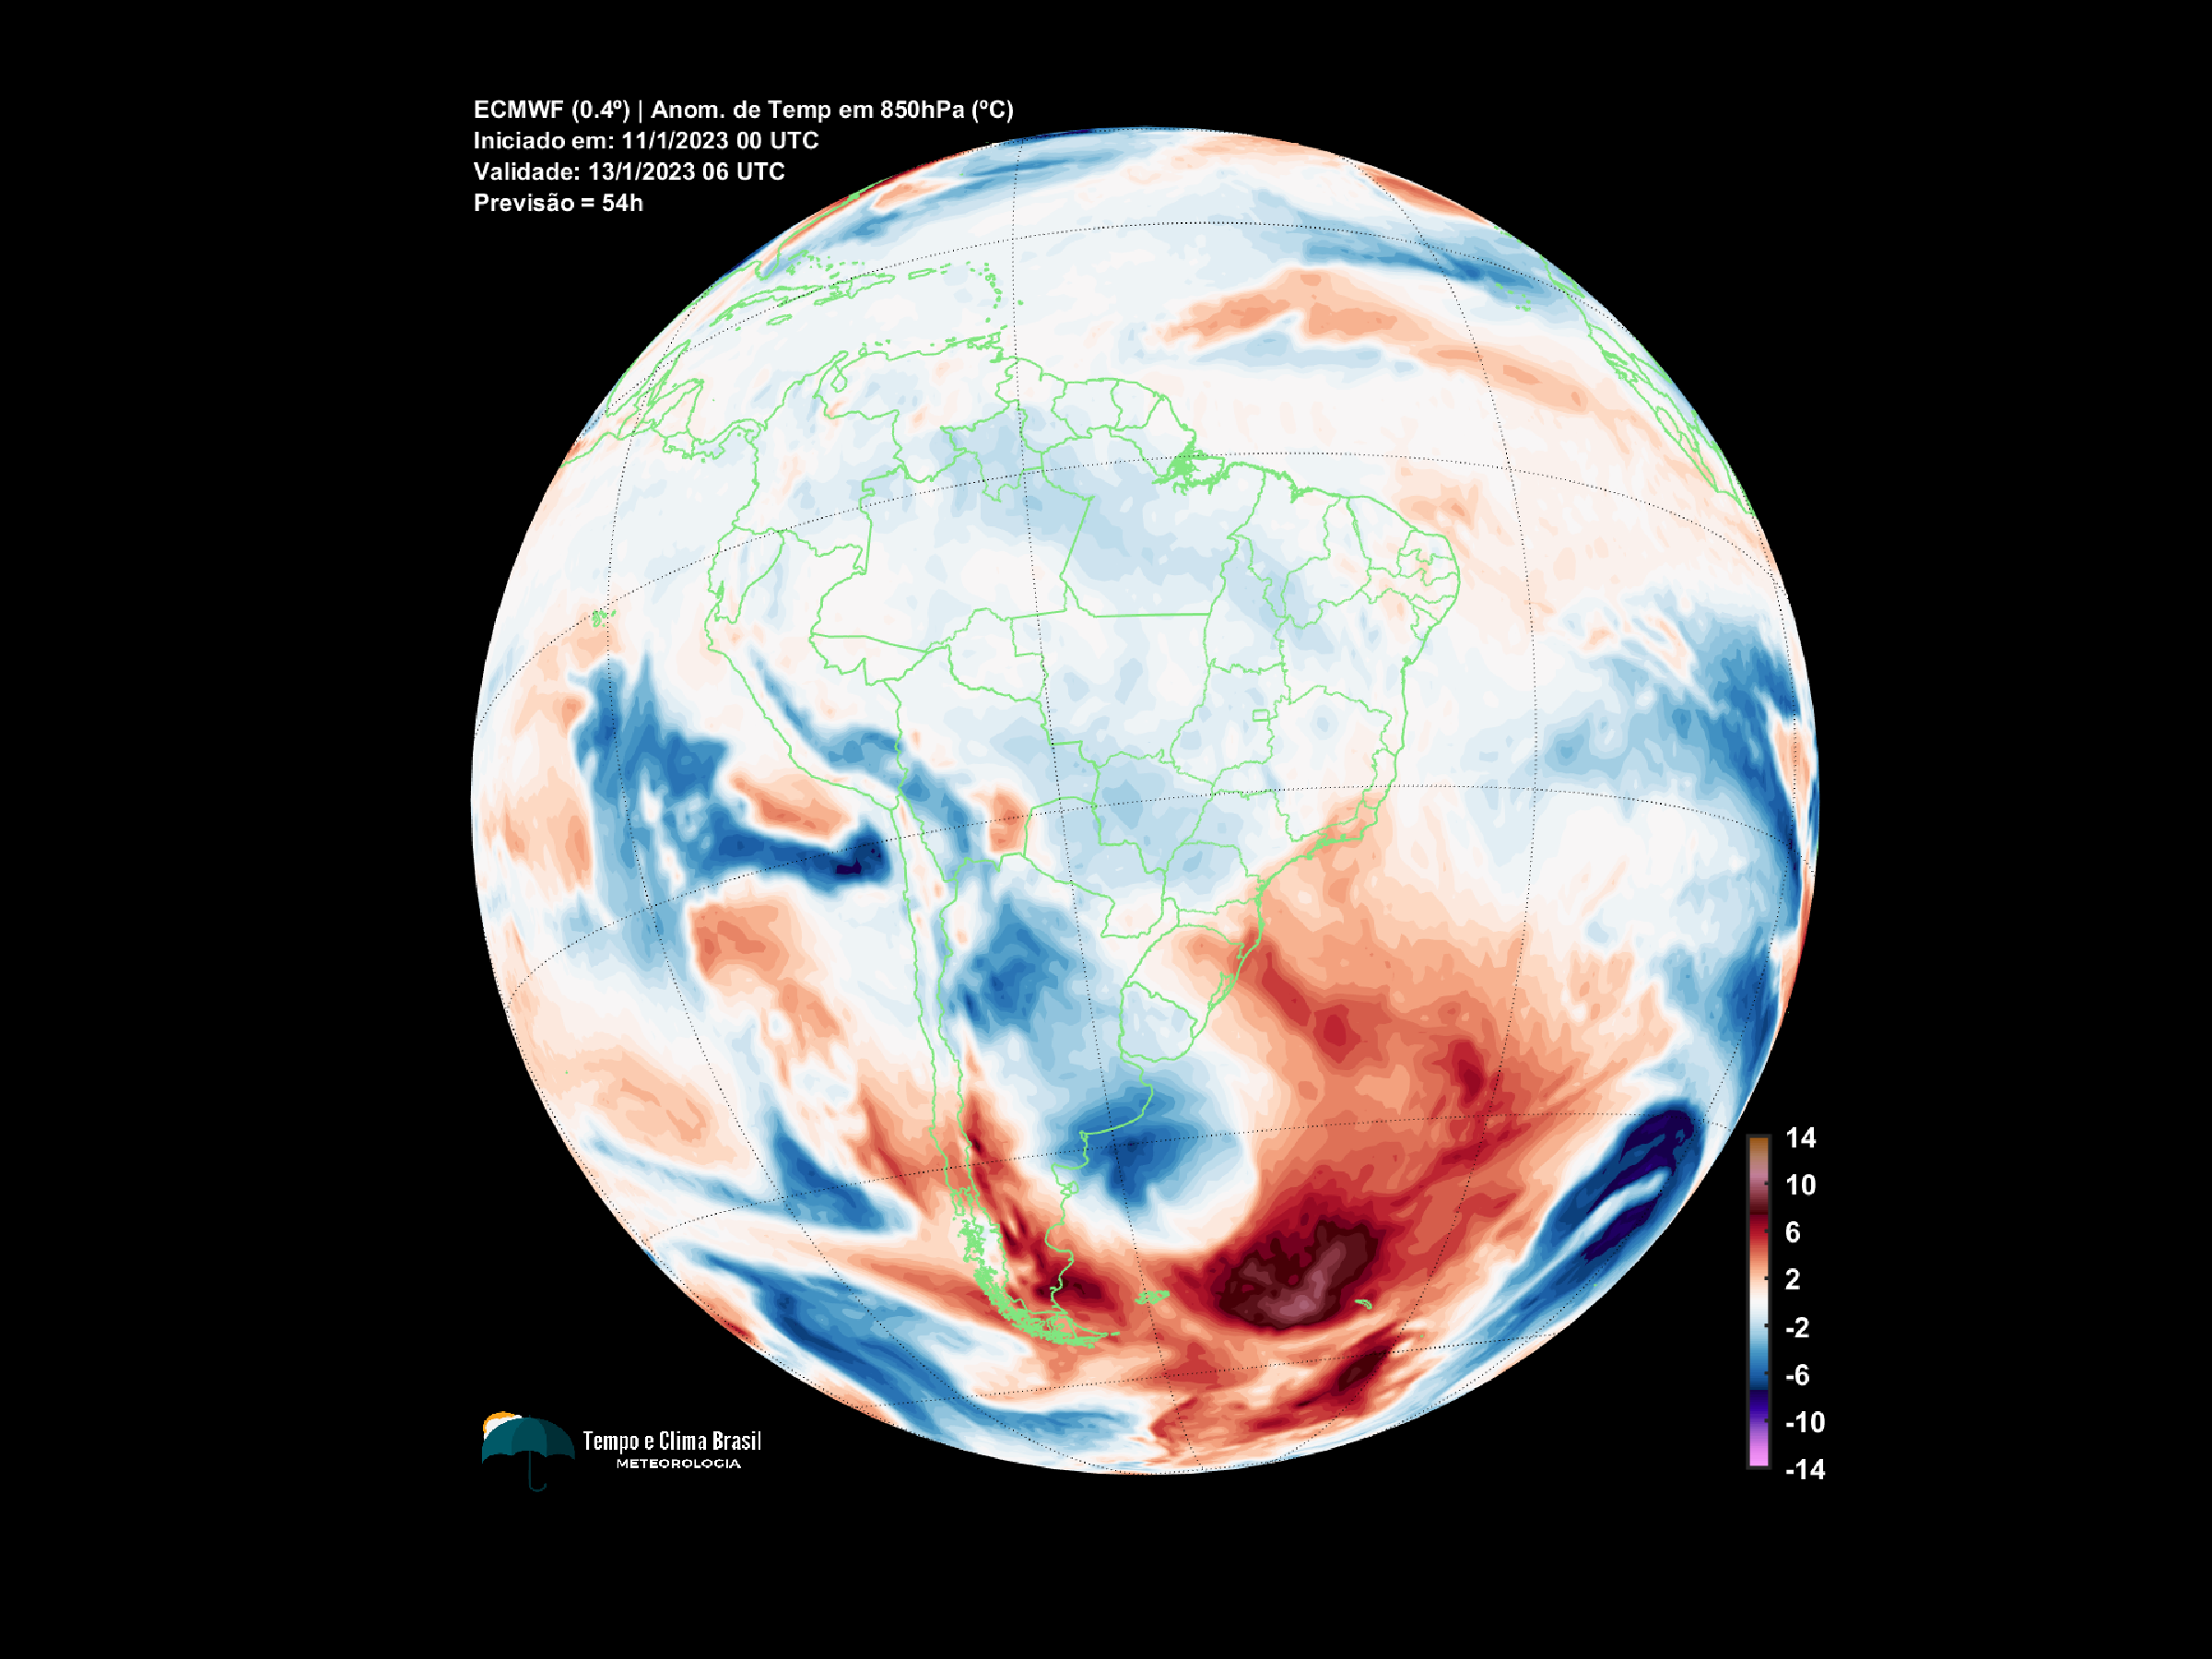 ECMWF (0.4º) | Anom. de Temp em 850hPa (ºC)
Iniciado em: 11/1/2023 00 UTC
Validade: 13/1/2023 06 UTC
Previsão = 54h
14
10
6
2
-2
-6
-10
-14
Tempo e Clima Brasil
METEOROLOGIA